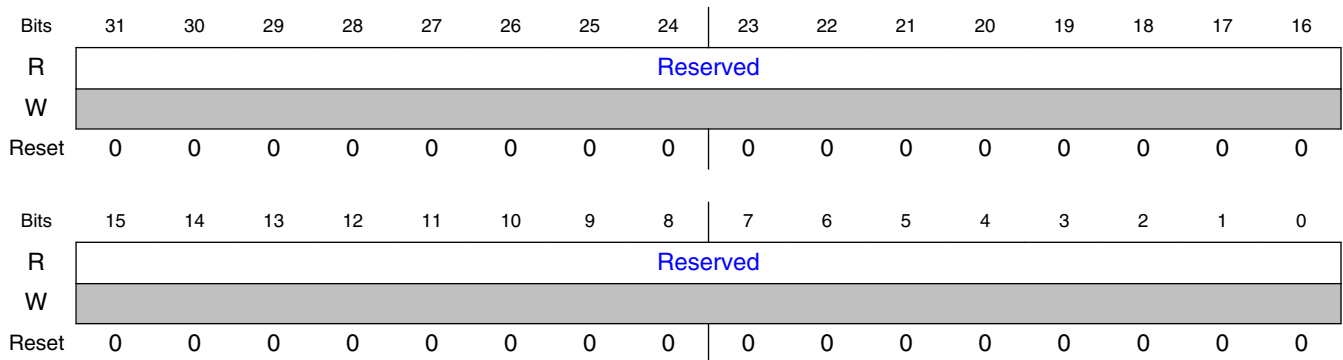 Bits 31 30 29 28 27 26 25 24 23 22 21 20 19 18 17 16
R Reserved
W
Reset 0 0 0 0 0 0 0 0 0 0 0 0 0 0 0 0
Bits 15 14 13 12 11 10 9 8 7 6 5 4 3 2 1 0
R Reserved
W
Reset 0 0 0 0 0 0 0 0 0 0 0 0 0 0 0 0